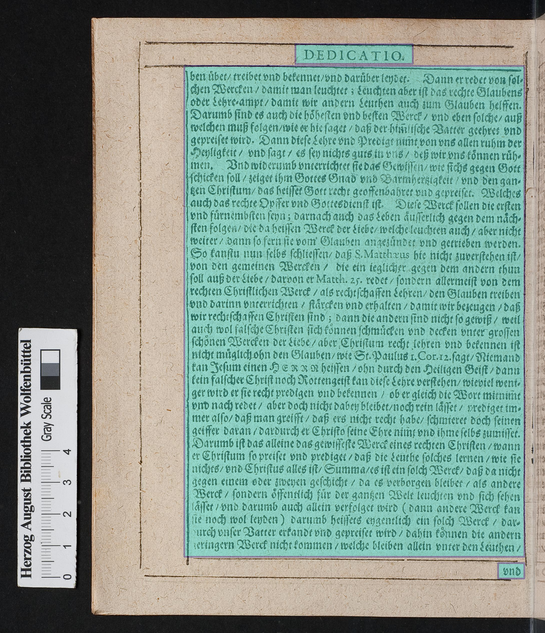 DEDICATIO.
ben übet / treibet vnd bekennet / vnd darüber leydet. Dann er redet von sol-
chen Wercken / damit man leuchtet: Leuchten aber ist das rechte Glaubens
oder Lehre-ampt / damit wir andern Leuthen auch zum Glauben helffen.
Darumb sind es auch die höhesten vnd besten Werck / vnd eben solche / auß
welchen muß folgen / wie er hie saget / daß der himlische Vatter geehret vnd
gepreiset wird. Dann diese Lehre vnd Predigt nimt von vns allen ruhm der
Heyligkeit / vnd sagt / es sey nichts guts in vns / deß wir vns können rüh-
men. Vnd widerumb vnterrichtet sie das Gewissen / wie sichs gegen Gott
schicken soll / zeiget ihm Gottes Gnad vnd Barmhertzigkeit / vnd den gan-
tzen Christum / das heisset Gott recht geoffenbahret vnd gepreiset. Welches
auch das rechte Opffer vnd Gottesdienst ist. Diese Werck sollen die ersten
vnd fürnembsten seyn; darnach auch das Leben äusserlich gegen dem näch-
sten folgen / die da heissen Werck der Liebe / welche leuchten auch / aber nicht
weiter / dann so fern sie vom Glauben angezündet vnd getrieben werden.
So kanstu nun selbs schliessen / daß S. Matthæus hie nicht zuverstehen ist /
von den gemeinen Wercken / die ein ieglicher gegen dem andern thun
soll auß der Liebe / davon er Matth. 25. redet / sondern allermeist von dem
rechten Christlichen Werck / als rechtschaffen Lehren / den Glauben treiben
vnd darinn vnterrichten / stärcken vnd erhalten / damit wir bezeugen / daß
wir rechtschaffen Christen sind; dann die andern sind nicht so gewiß / weil
auch wol falsche Christen sich können schmücken vnd decken vnter grossen
schönen Wercken der Liebe / aber Christum recht lehren vnd bekennen ist
nicht müglich ohn den Glauben / wie St. Paulus 1. Cor. 12. sagt / Niemand
kan Jesum einen HERRN heissen / ohn durch den Heiligen Geist / dann
kein falscher Christ noch Rottengeist kan diese Lehre verstehen / wieviel weni-
ger wird er sie recht predigen vnd bekennen / ob er gleich die Wort mitnimt
vnd nach redet / aber doch nicht dabey bleibet / noch rein lässet / prediget im-
mer also / daß man greifft / daß ers nicht recht habe / schmieret doch seinen
geiffer daran / dardurch er Christo seine Ehre nimt vnd ihme selbs zumisset.
Darumb ist das alleine das gewisseste Werck eines rechten Christen / wann
er Christum so preiset vnd prediget / daß die Leuthe solches lernen / wie sie
nichts / vnd Christus alles ist / Summa / es ist ein solch Werck / daß da nicht
gegen einem oder zweyen geschicht / da es verborgen bleibet / als andere
Werck / sondern öffentlich für der gantzen Welt leuchten vnd sich sehen
lässet / vnd darumb auch allein verfolget wird (dann andere Werck kan
sie noch wol leyden) darumb heissets eygentlich ein solch Werck / dar-
durch vnser Vatter erkandt vnd gepreiset wird / dahin können die andern
geringern Werck nicht kommen / welche bleiben allein vnter den Leuthen /
vnd
Herzog August Bibliothek Wolfenbüttel
Gray Scale
0 1 2 3 4